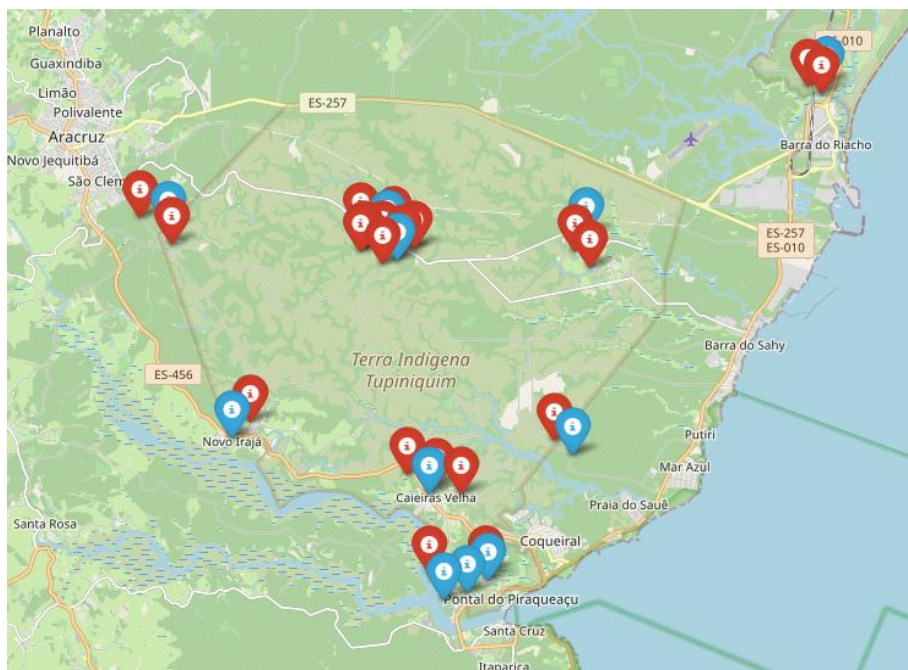 Planalto
ES-010
Guaxindiba
Limão
ES-257
Polivalente
Aracruz
Barra do Riacho
Novo Jequitibá
São Clem
ES-257
ES-010
Barra do Sahy
Terra Indígena
Tupiniquim
ES-456
Novo Irajá
Putiri
Mar Azul
Caieiras Velha
Praia do Sauê
Santa Rosa
Coqueiral
Pontal do Piraqueaçu
Santa Cruz
Itaparica